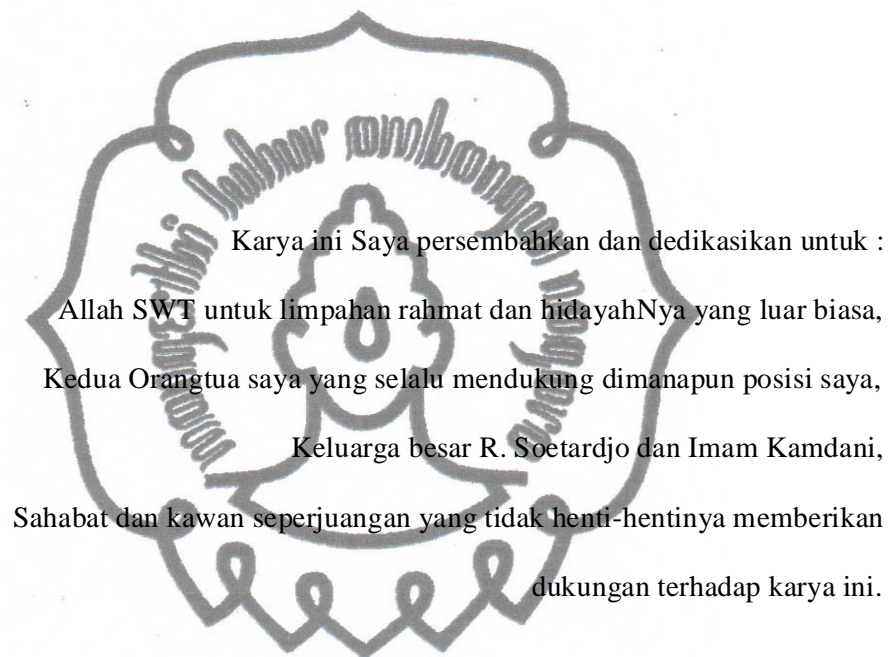 Karya ini Saya persembahkan dan dedikasikan untuk :
Allah SWT untuk limpahan rahmat dan hidayahNya yang luar biasa,
Kedua Orangtua saya yang selalu mendukung dimanapun posisi saya,
Keluarga besar R. Soetardjo dan Imam Kamdani,
Sahabat dan kawan seperjuangan yang tidak henti-hentinya memberikan
dukungan terhadap karya ini.